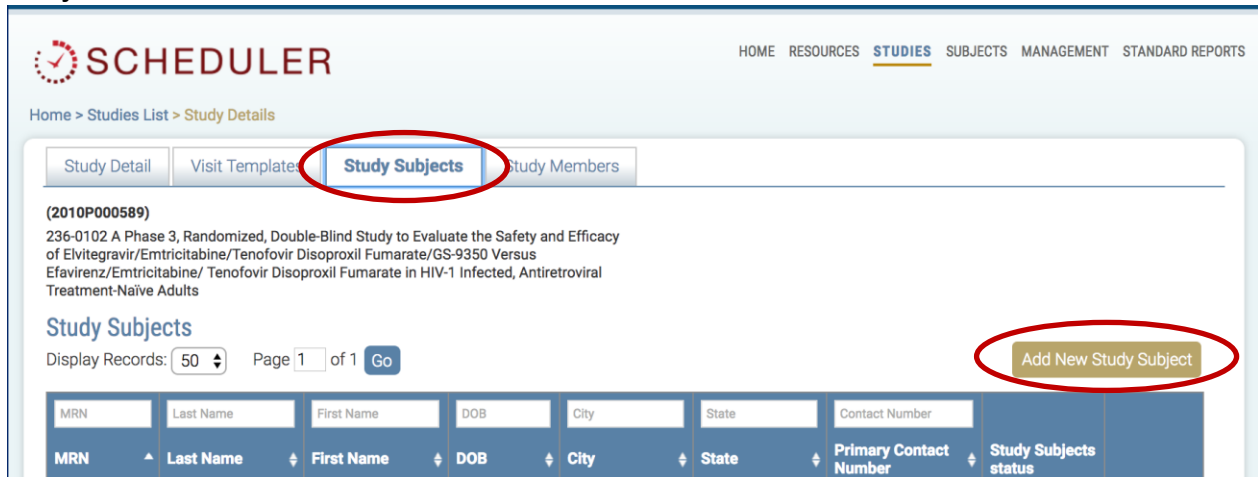 SCHEDULER
HOME RESOURCES STUDIES SUBJECTS MANAGEMENT STANDARD REPORTS
Home > Studies List > Study Details
Study Detail Visit Templates Study Subjects Study Members
(2010P000589)
236-0102 A Phase 3, Randomized, Double-Blind Study to Evaluate the Safety and Efficacy
of Elvitegravir/Emtricitabine/Tenofovir Disoproxil Fumarate/GS-9350 Versus
Efavirenz/Emtricitabine/ Tenofovir Disoproxil Fumarate in HIV-1 Infected, Antiretroviral
Treatment-Naïve Adults
Study Subjects
Display Records: 50 Page 1 of 1 Go
Add New Study Subject
MRN Last Name First Name DOB City State Contact Number
MRN Last Name First Name DOB City State Primary Contact Number Study Subjects status